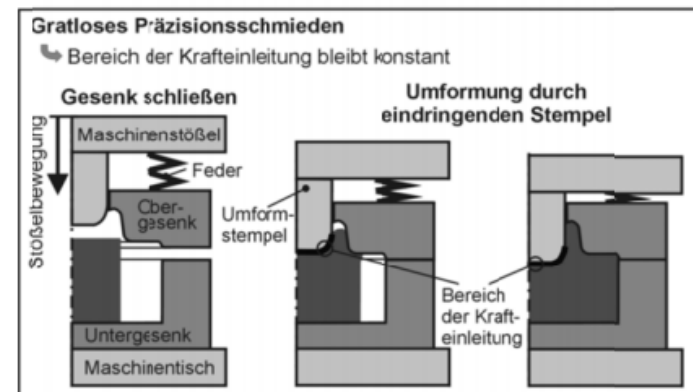 Gratloses Präzisionsschmieden
Bereich der Krafteinleitung bleibt konstant
Gesenk schließen
Umformung durch
eindringenden Stempel
Stößelbewegung
Maschinenstößel
Feder
Ober-
gesenk
Umform-
stempel
Bereich
der Kraft-
einleitung
Untergesenk
Maschinentisch